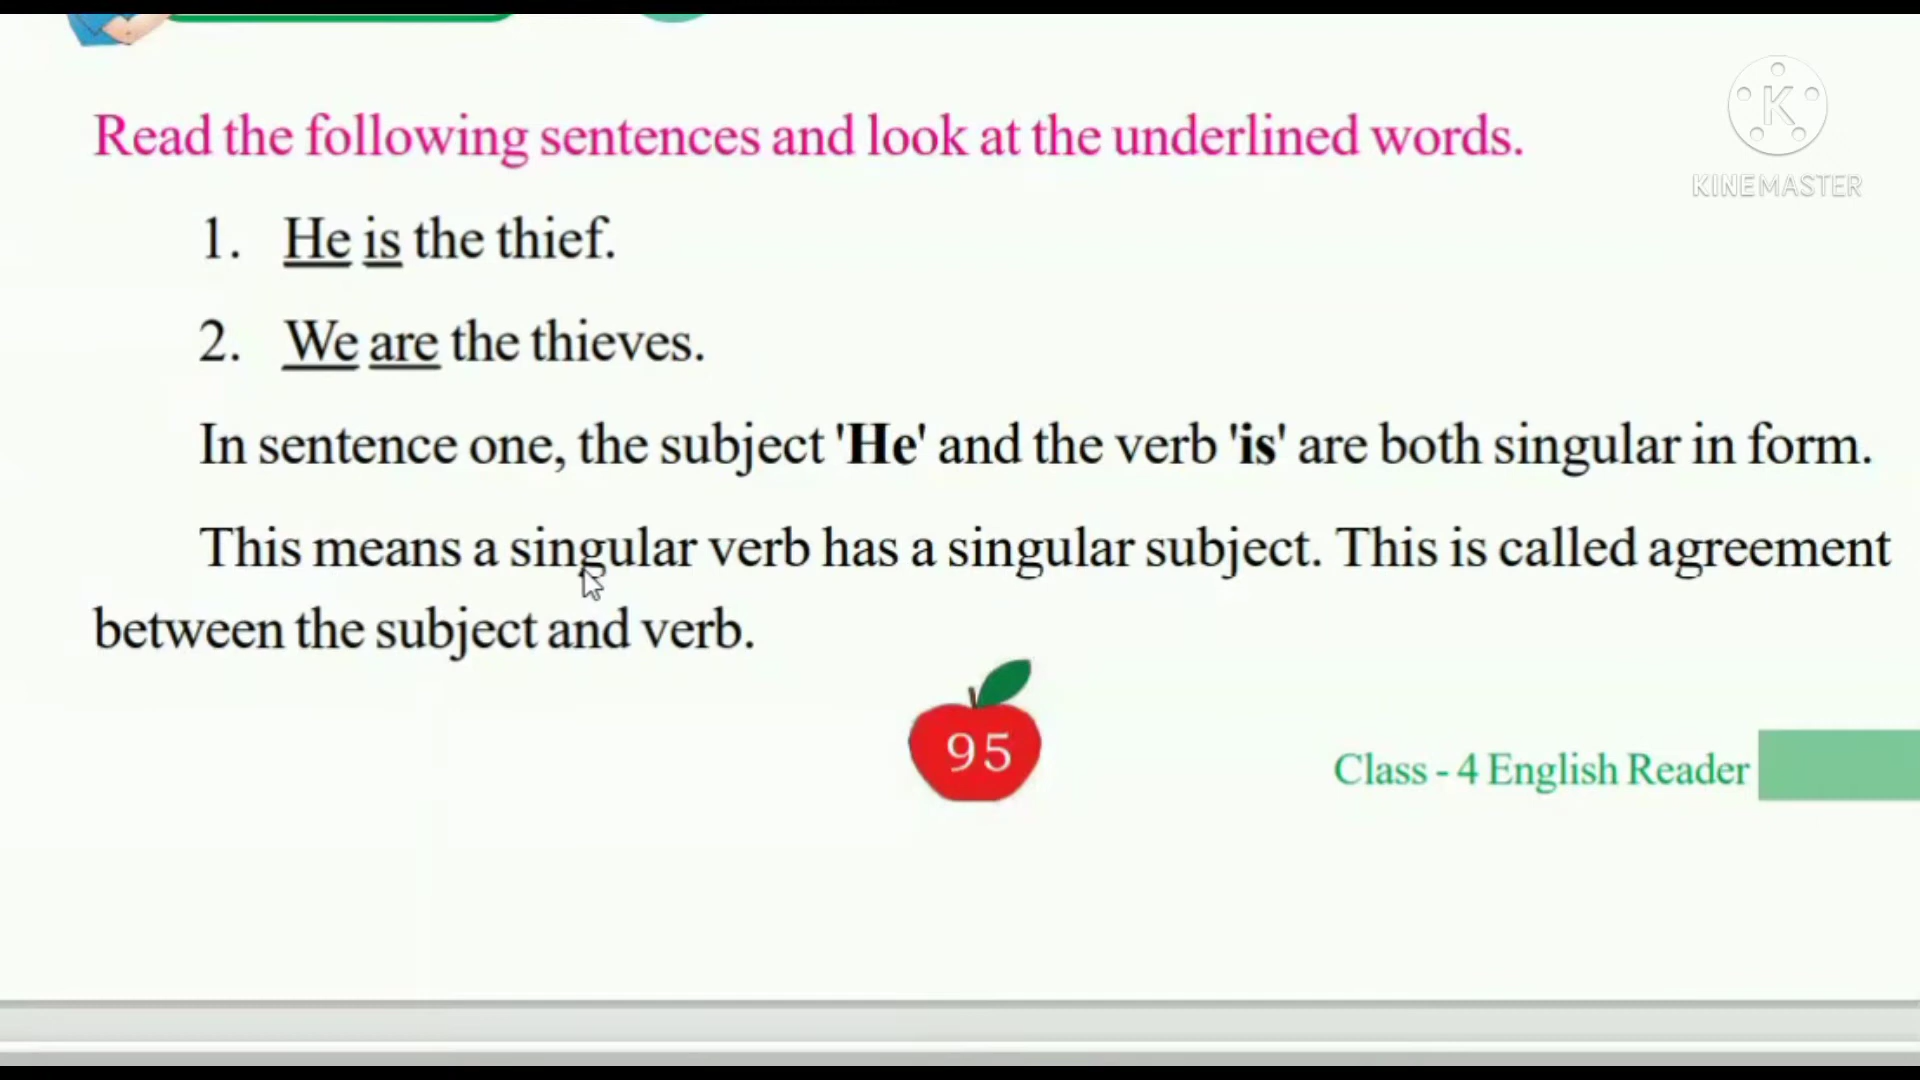 KINEMASTER
Read the following sentences and look at the underlined words.
1. He is the thief.
2. We are the thieves.
In sentence one, the subject 'He' and the verb 'is' are both singular in form.
This means a singular verb has a singular subject. This is called agreement
between the subject and verb.
95
Class - 4 English Reader